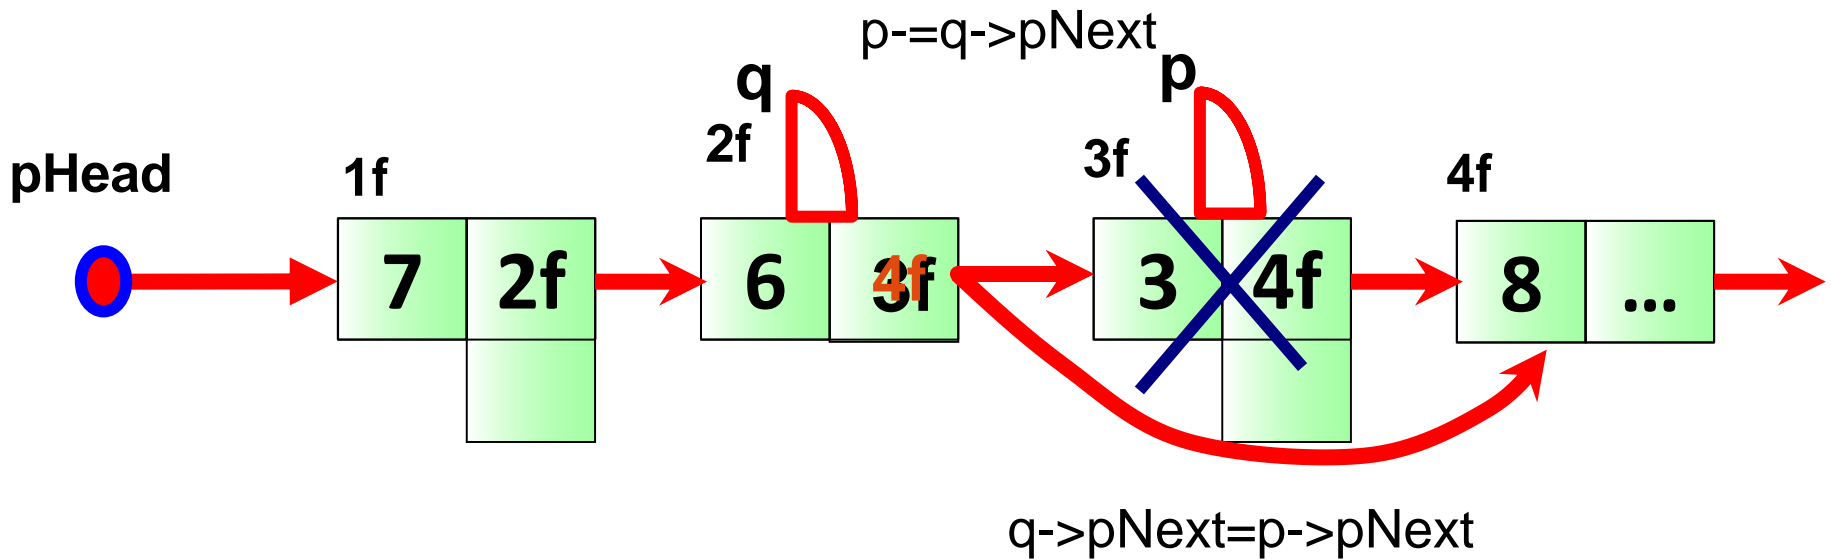 p-=q->pNext
q
p
2f
3f
pHead
1f
4f
7
2f
6
3f
4f
3
4f
8
...
q->pNext=p->pNext